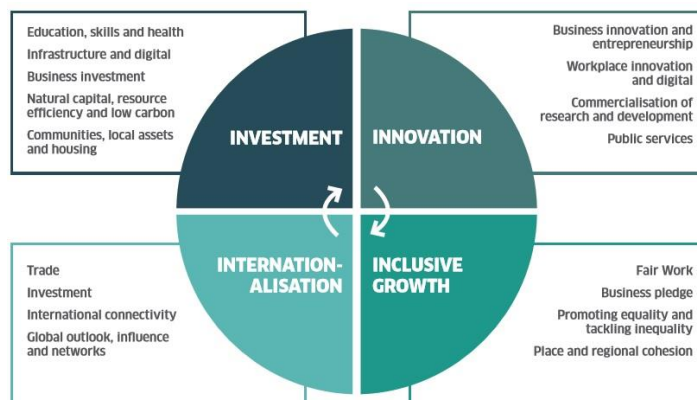 Education, skills and health
Infrastructure and digital
Business investment
Natural capital, resource
efficiency and low carbon
Communities, local assets
and housing
INVESTMENT
INNOVATION
Business innovation and
entrepreneurship
Workplace innovation
and digital
Commercialisation of
research and development
Public services
Trade
Investment
International connectivity
Global outlook, influence
and networks
INTERNATION-
ALISATION
INCLUSIVE
GROWTH
Fair Work
Business pledge
Promoting equality and
tackling inequality
Place and regional cohesion